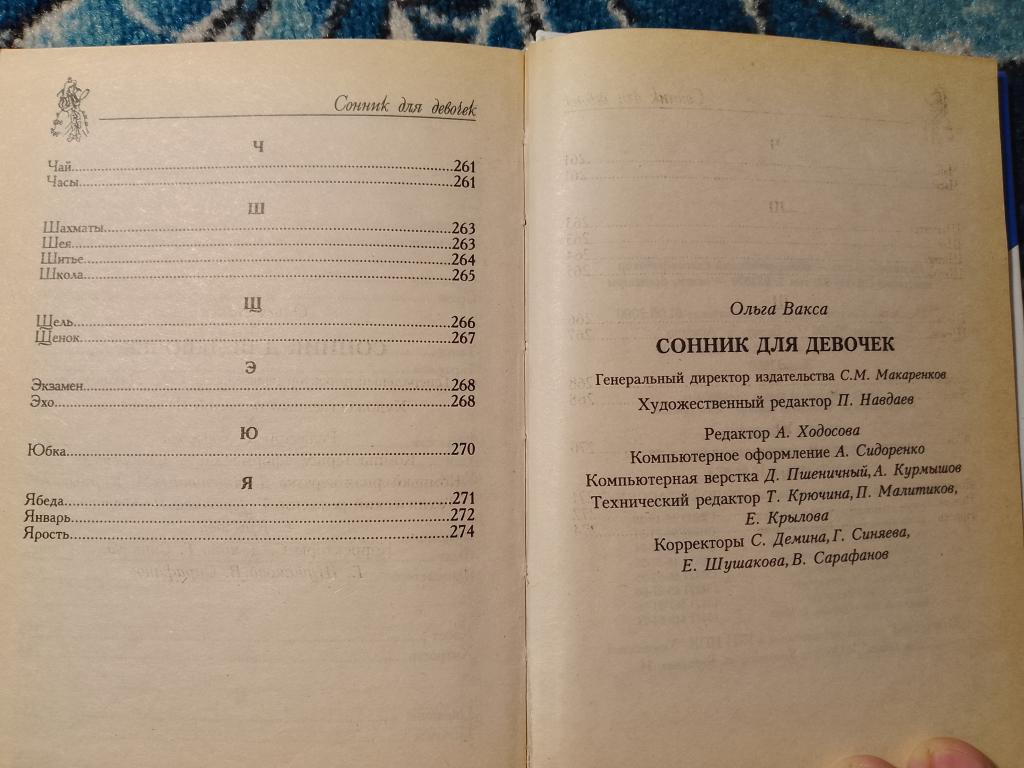 Сонник для девочек
Ч
Чай.....261
Часы.....261
Ш
Шахматы.....263
Шея.....263
Шитье.....264
Школа.....265
Щ
Щель.....266
Щенок.....267
Э
Экзамен.....268
Эхо.....268
Ю
Юбка.....270
Я
Ябеда.....271
Январь.....272
Ярость.....274
Ольга Вакса
СОННИК ДЛЯ ДЕВОЧЕК
Генеральный директор издательства С.М. Макаренков
Художественный редактор П. Навдаев
Редактор А. Ходосова
Компьютерное оформление А. Сидоренко
Компьютерная верстка Д. Пшеничный, А. Курмышов
Технический редактор Т. Крючина, П. Малитиков,
Е. Крылова
Корректоры С. Демина, Г. Синяева,
Е. Шушакова, В. Сарафанов